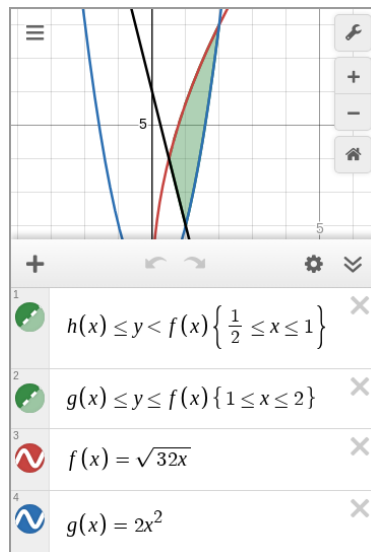 5
5
1
h(x) ≤ y < f(x) { 1/2 ≤ x ≤ 1 }
2
g(x) ≤ y ≤ f(x) { 1 ≤ x ≤ 2 }
3
f(x) = √32x
4
g(x) = 2x²